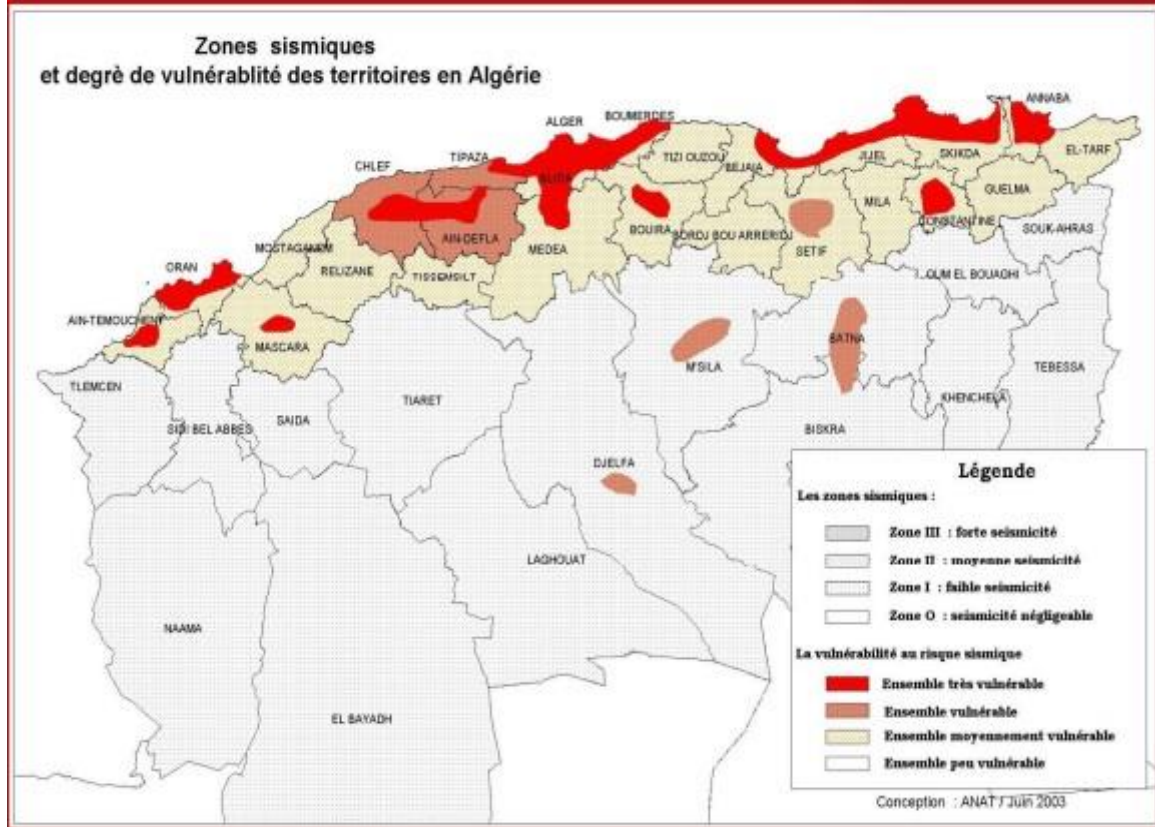 Zones sismiques
et degrè de vulnérablité des territoires en Algérie
ANNABA
BOUMERDES
ALGER
TIPAZA
CHLEF
TIZI OUZOU
BEJAIA
JIJEL
SKIKDA
EL-TARF
BLIDA
GUELMA
MILA
CONSTANTINE
SOUK-AHRAS
BOUIRA
BORDJ BOU ARRERIDJ
SETIF
AIN-DEFLA
MEDEA
MOSTAGANEM
RELIZANE
TISSEMSILT
OUM EL BOUAGHI
ORAN
AIN-TEMOUCHENT
MASCARA
M'SILA
BATNA
TEBESSA
TLEMCEN
SIDI BEL ABBES
SAIDA
TIARET
KHENCHELA
BISKRA
DJELFA
LAGHOUAT
NAAMA
EL BAYADH
Légende
Les zones sismiques :
Zone III : forte seismicité
Zone II : moyenne seismicité
Zone I : faible seismicité
Zone O : seismicité négligeable
La vulnérabilité au risque sismique
Ensemble très vulnérable
Ensemble vulnérable
Ensemble moyennement vulnérable
Ensemble peu vulnérable
Conception : ANAT / Juin 2003